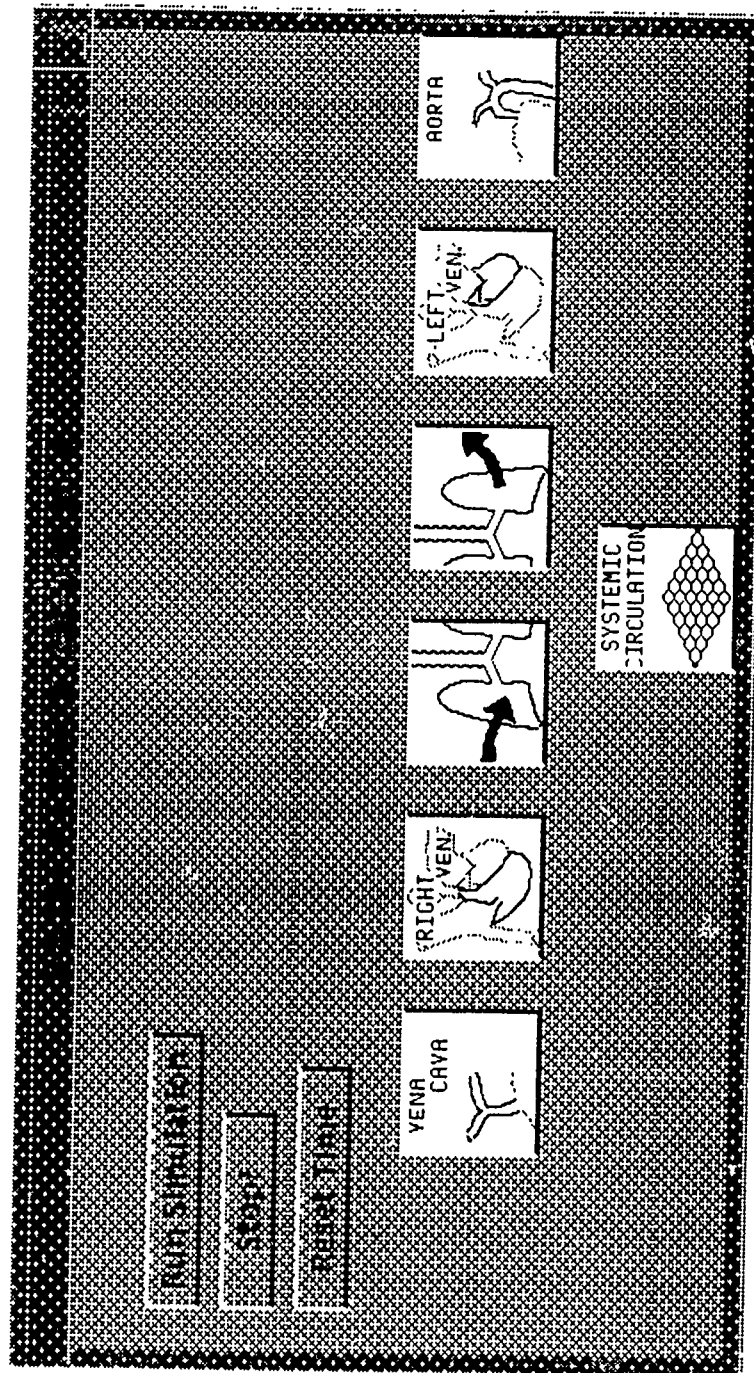 Run Simulation
Stop!
Reset Time
VENA
CAVA
RIGHT
VEN.
LEFT
VEN.
AORTA
SYSTEMIC
CIRCULATION